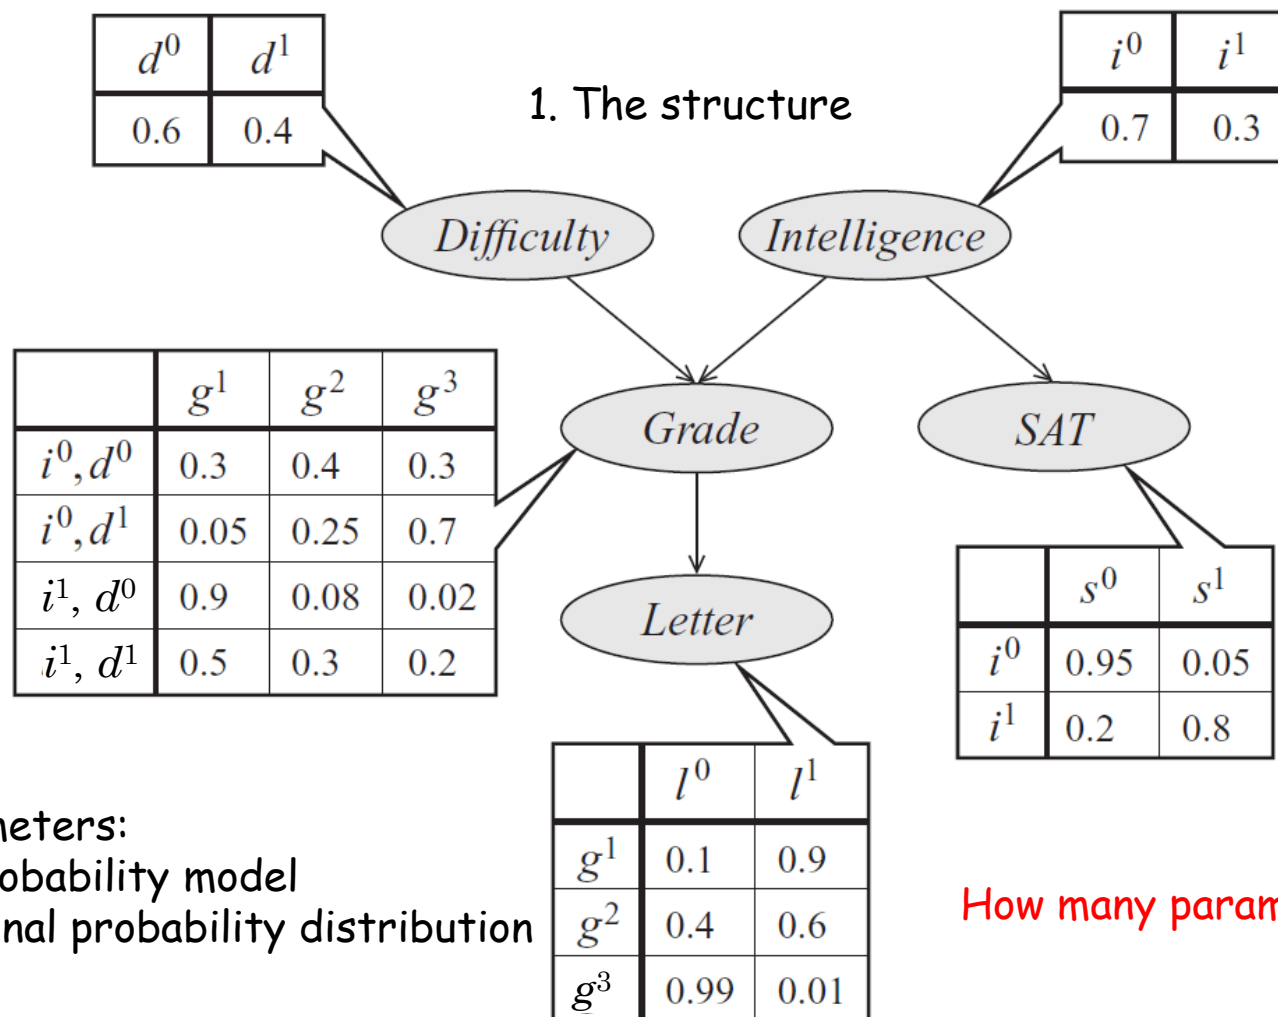 d⁰ d¹
0.6 0.4
1. The structure
i⁰ i¹
0.7 0.3
Difficulty
Intelligence
g¹ g² g³
i⁰, d⁰ 0.3 0.4 0.3
i⁰, d¹ 0.05 0.25 0.7
i¹, d⁰ 0.9 0.08 0.02
i¹, d¹ 0.5 0.3 0.2
Grade
SAT
Letter
s⁰ s¹
i⁰ 0.95 0.05
i¹ 0.2 0.8
l⁰ l¹
g¹ 0.1 0.9
g² 0.4 0.6
g³ 0.99 0.01
meters:
obability model
nal probability distribution
How many param